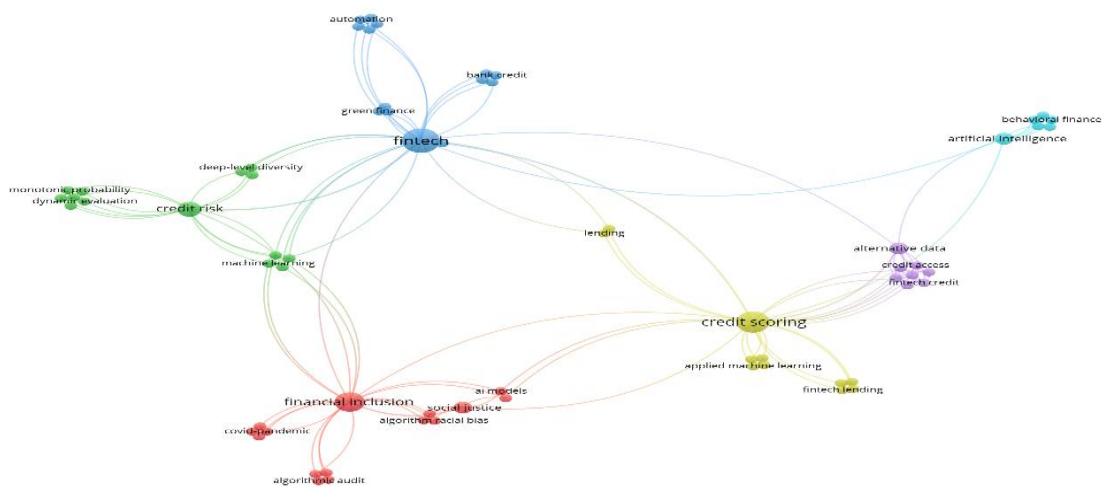 automation
bank credit
green finance
fintech
behavioral finance
artificial intelligence
deep-level diversity
monotonic probability
dynamic evaluation
credit risk
lending
alternative data
machine learning
credit access
fintech credit
credit scoring
applied machine learning
fintech lending
ai models
financial inclusion
social justice
algorithm racial bias
covid-pandemic
algorithmic audit